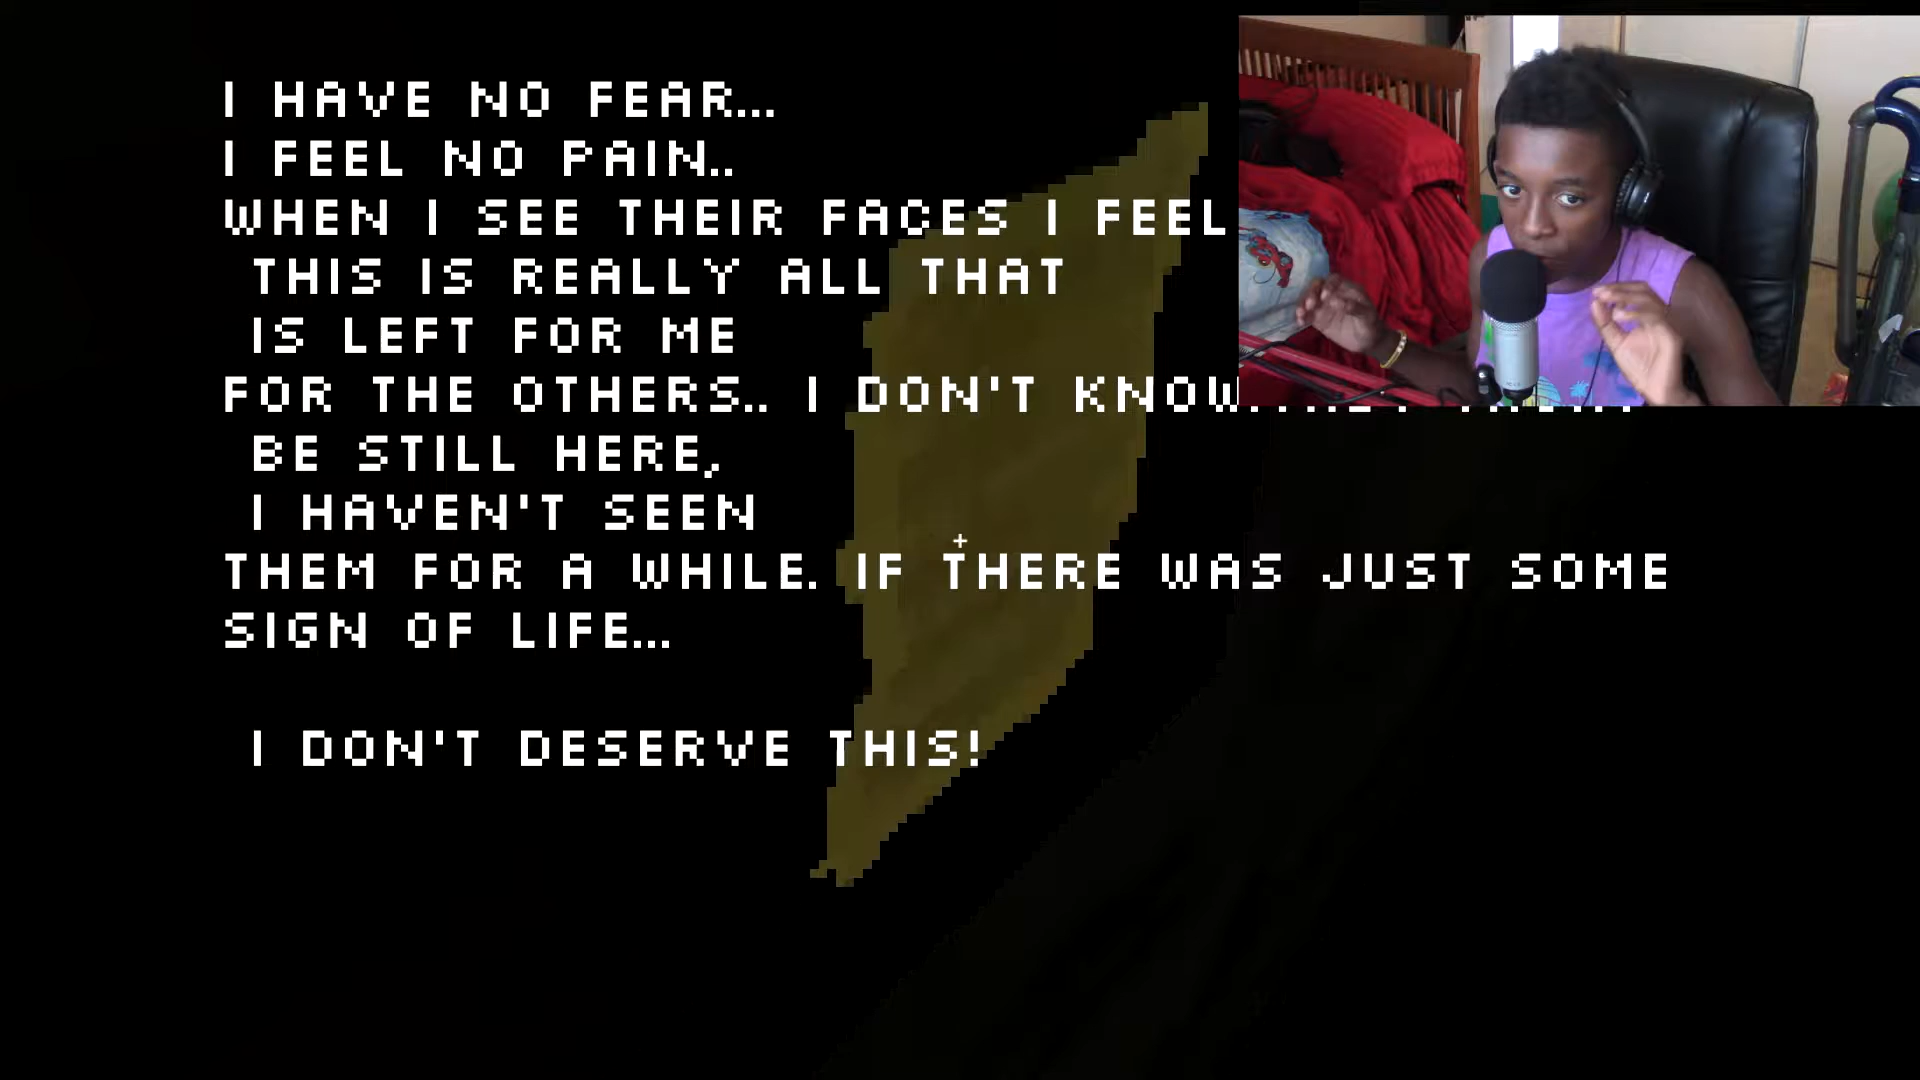 I HAVE NO FEAR...
I FEEL NO PAIN..
WHEN I SEE THEIR FACES I FEEL
THIS IS REALLY ALL THAT
IS LEFT FOR ME
FOR THE OTHERS.. I DON'T KNOW
BE STILL HERE,
I HAVEN'T SEEN
THEM FOR A WHILE. IF THERE WAS JUST SOME
SIGN OF LIFE...
I DON'T DESERVE THIS!